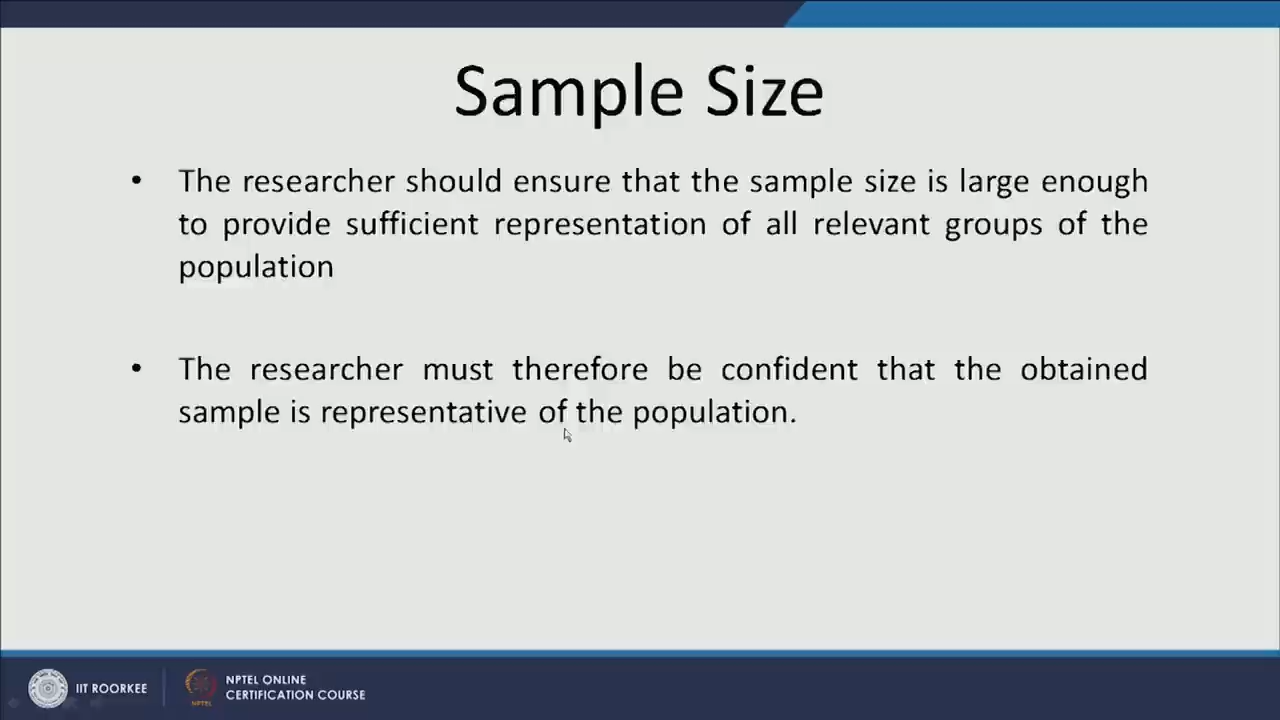 Sample Size
• The researcher should ensure that the sample size is large enough
to provide sufficient representation of all relevant groups of the
population
• The researcher must therefore be confident that the obtained
sample is representative of the population.
IIT ROORKEE
NPTEL
NPTEL ONLINE
CERTIFICATION COURSE